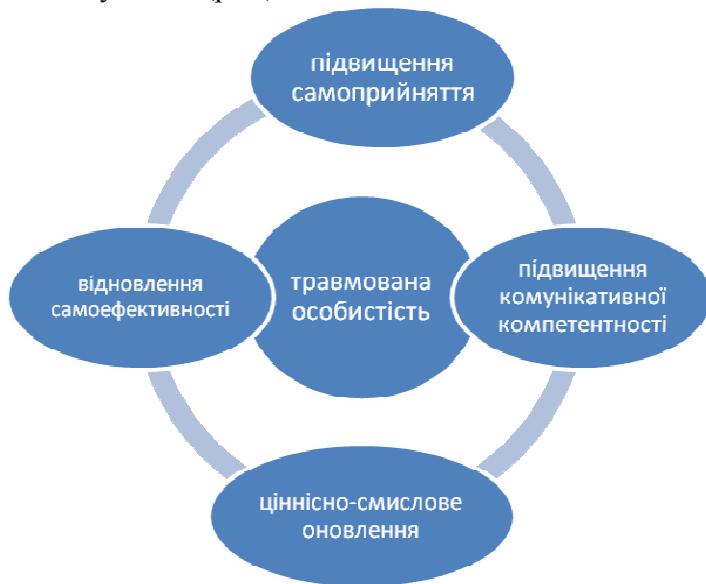 підвищення
самоприйняття
відновлення
самоефективності
травмована
особистість
підвищення
комунікативної
компетентності
ціннісно-смислове
оновлення